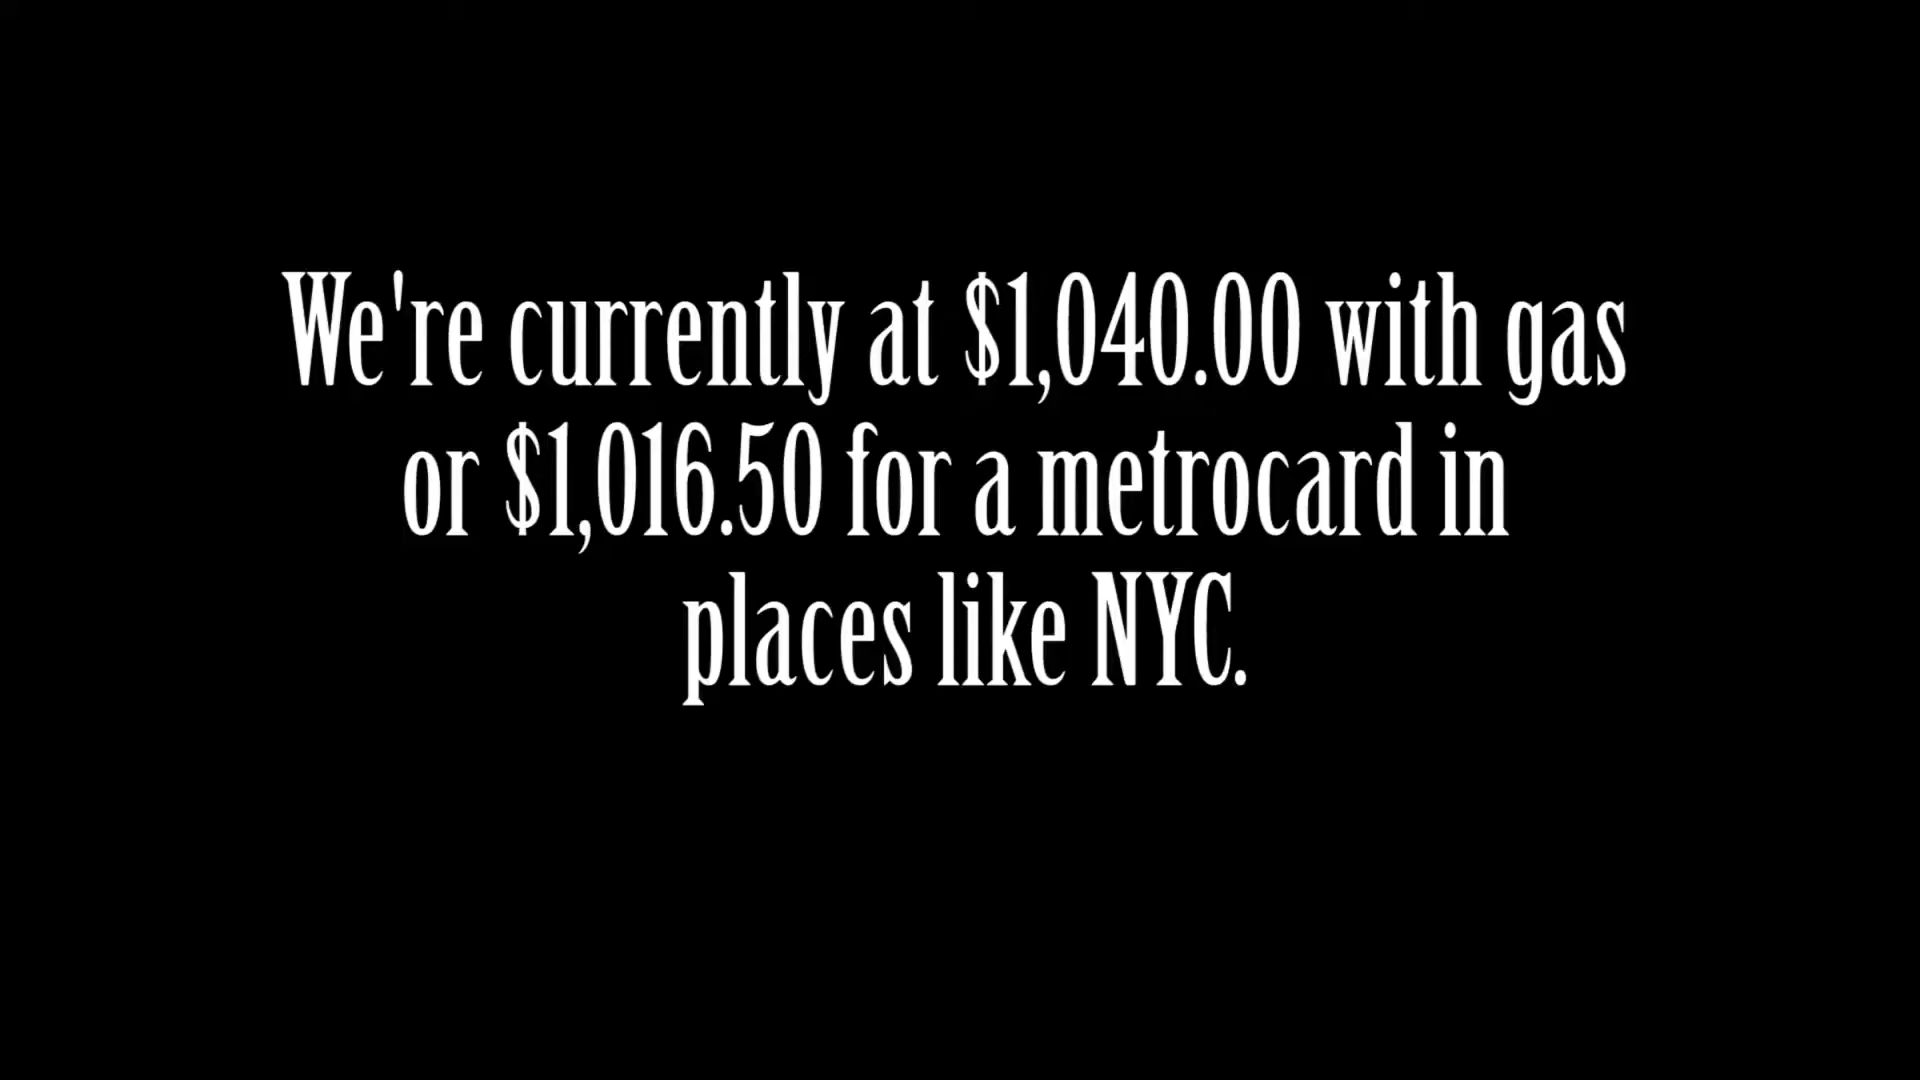 We're currently at $1,040.00 with gas
or $1,016.50 for a metrocard in
places like NYC.